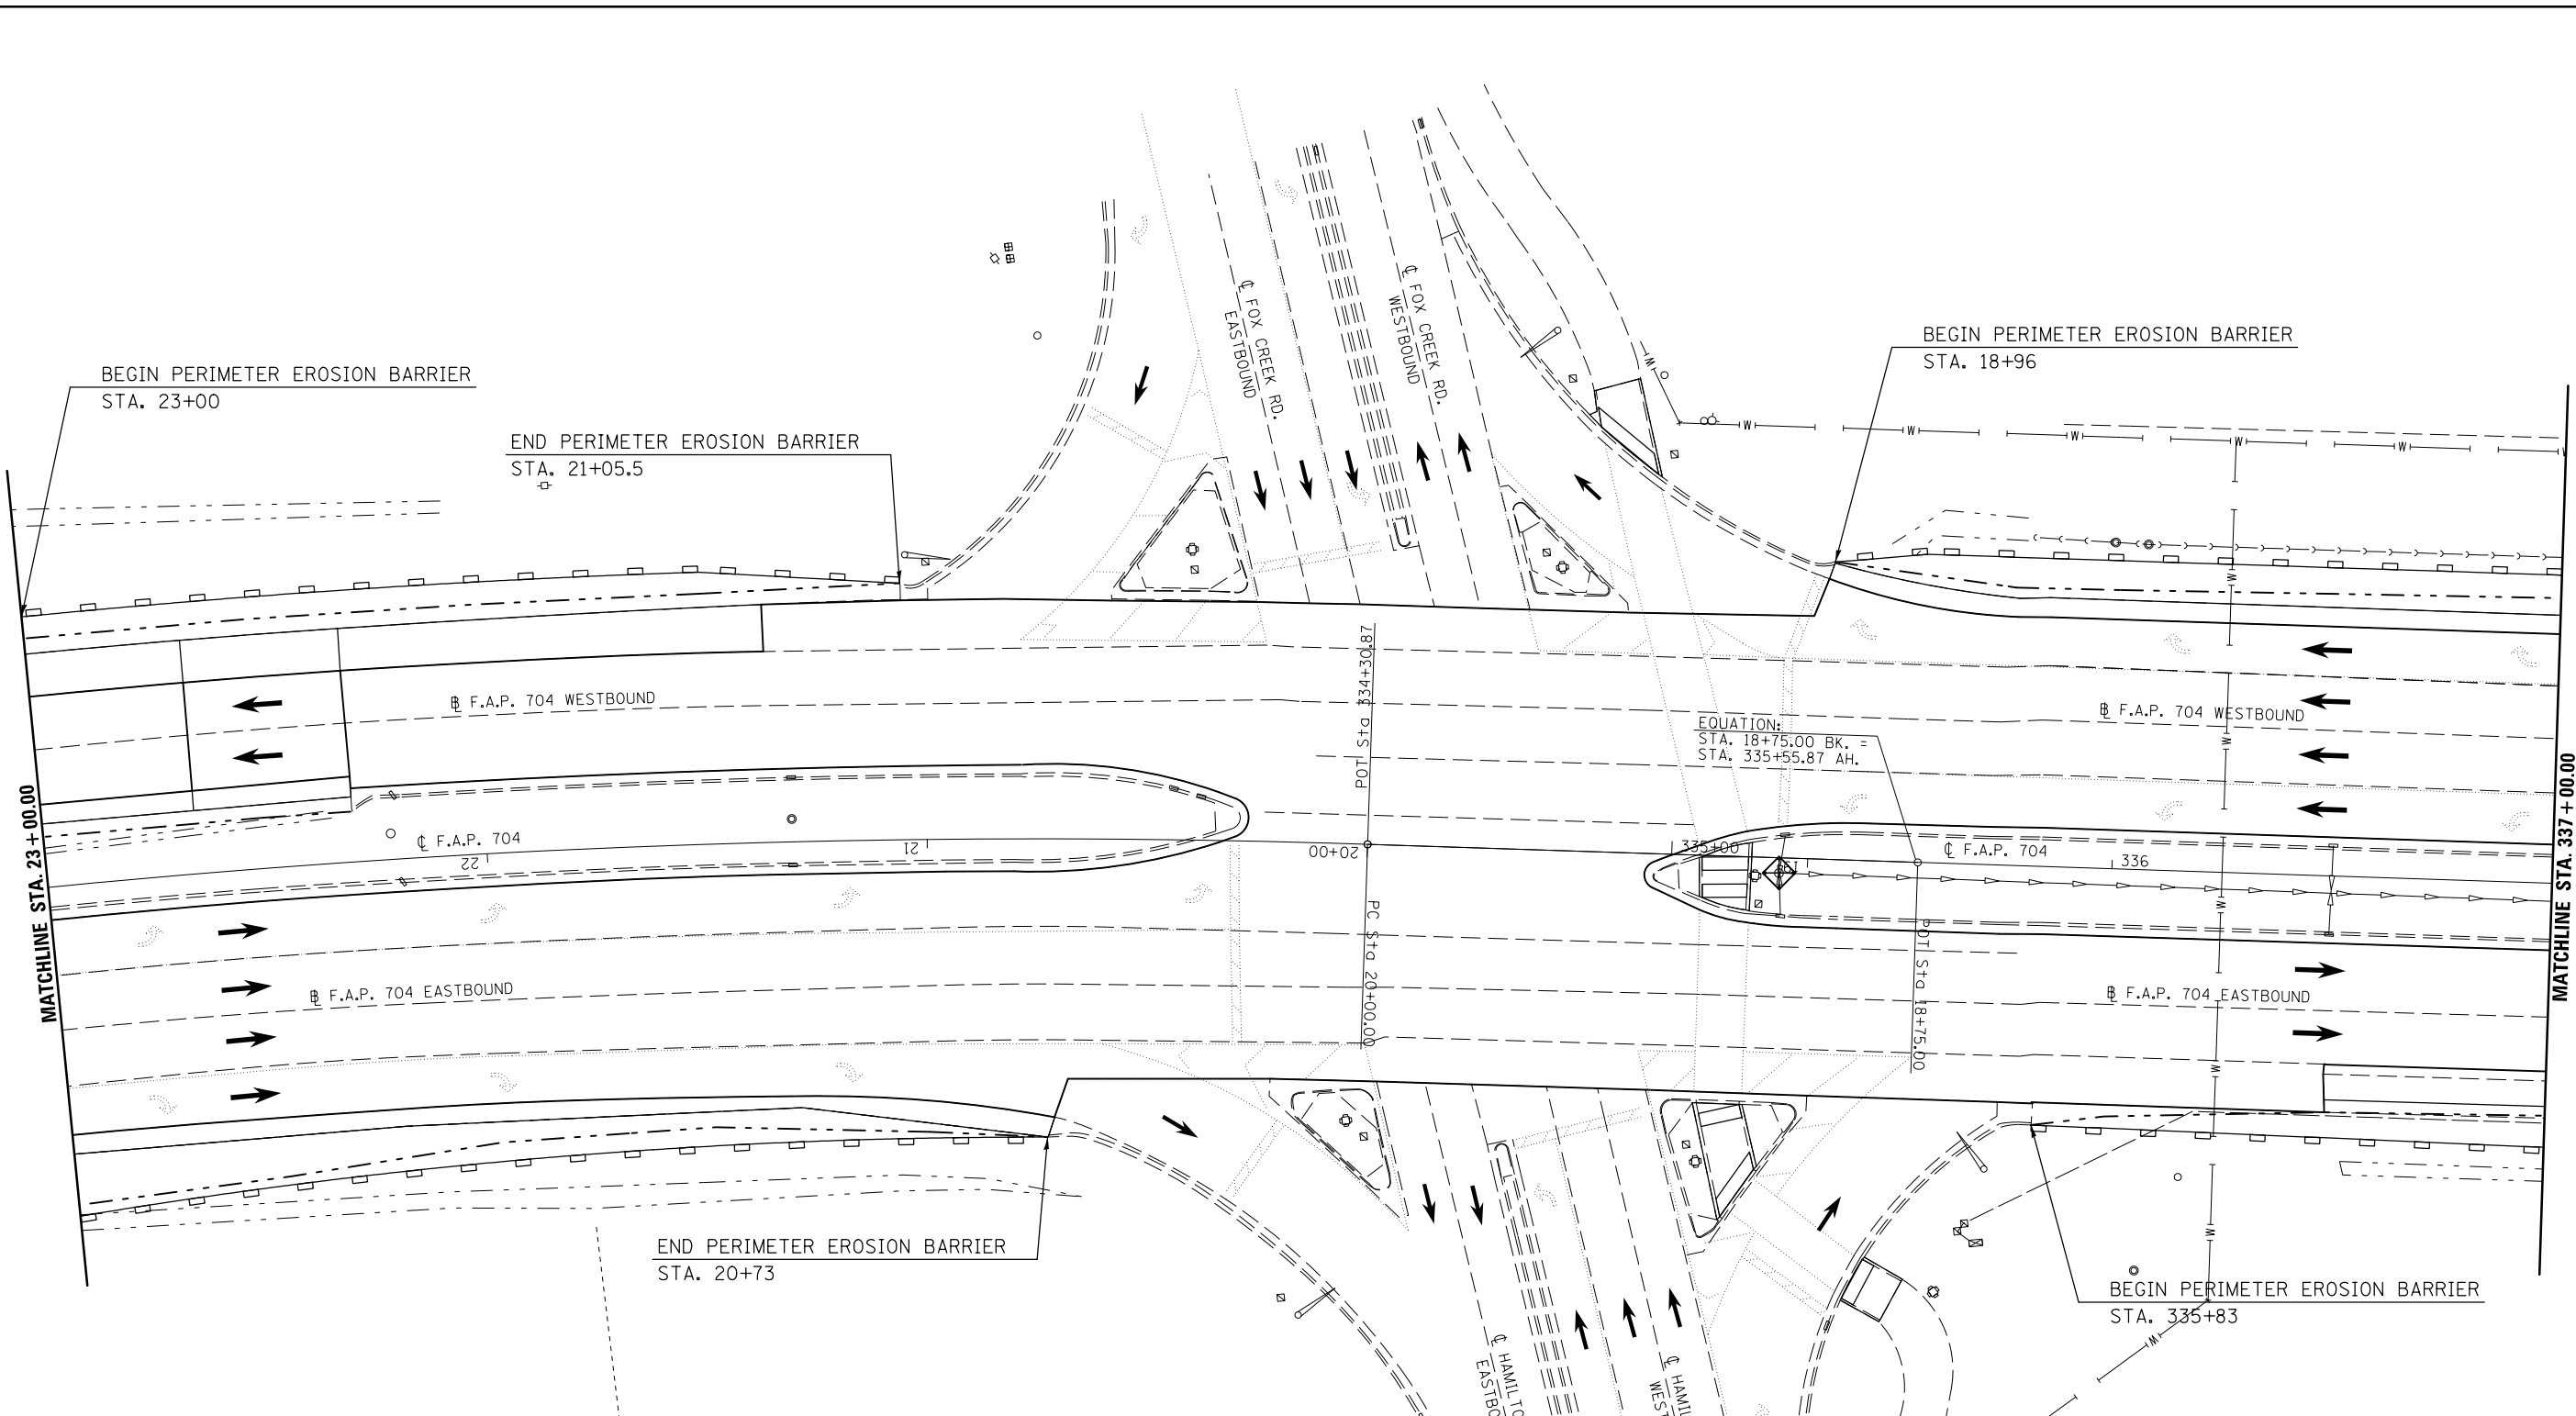 BEGIN PERIMETER EROSION BARRIER
STA. 23+00
END PERIMETER EROSION BARRIER
STA. 21+05.5
℄ FOX CREEK RD.
EASTBOUND
℄ FOX CREEK RD.
WESTBOUND
BEGIN PERIMETER EROSION BARRIER
STA. 18+96
W
W
W
W
W
W
MATCHLINE STA. 23+00.00
F.A.P. 704 WESTBOUND
POT Sta 334+30.87
EQUATION:
STA. 18+75.00 BK. =
STA. 335+55.87 AH.
F.A.P. 704 WESTBOUND
W
W
MATCHLINE STA. 337+00.00
℄ F.A.P. 704
22
21
20+00
335+00
℄ F.A.P. 704
336
W
F.A.P. 704 EASTBOUND
PC Sta 20+00.00
POT Sta 18+75.00
F.A.P. 704 EASTBOUND
W
W
END PERIMETER EROSION BARRIER
STA. 20+73
BEGIN PERIMETER EROSION BARRIER
STA. 335+83
W
℄ HAMILTO
EASTBO
℄ HAMIL
WEST